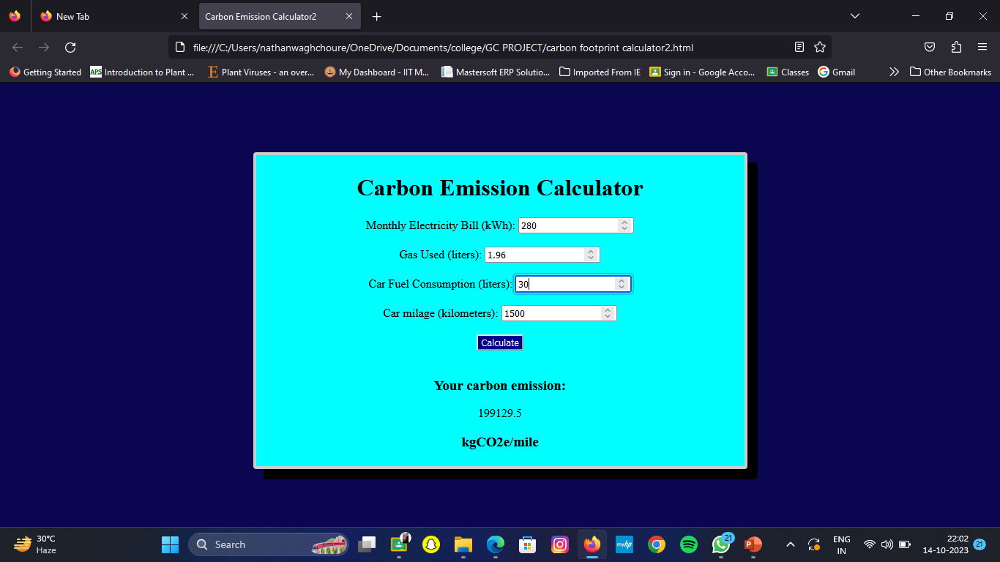 New Tab
Carbon Emission Calculator2
file:///C:/Users/nathanwaghchoure/OneDrive/Documents/college/GC PROJECT/carbon footprint calculator2.html
Getting Started APS Introduction to Plant ... E Plant Viruses - an over... My Dashboard - IIT M... Mastersoft ERP Solutio... Imported From IE Sign in - Google Acco... Classes G Gmail Other Bookmarks
Carbon Emission Calculator
Monthly Electricity Bill (kWh): 280
Gas Used (liters): 1.96
Car Fuel Consumption (liters): 30
Car milage (kilometers): 1500
Calculate
Your carbon emission:
199129.5
kgCO2e/mile
30°C
Haze
Search
myhp
21
P
ENG
IN
22:02
14-10-2023
21